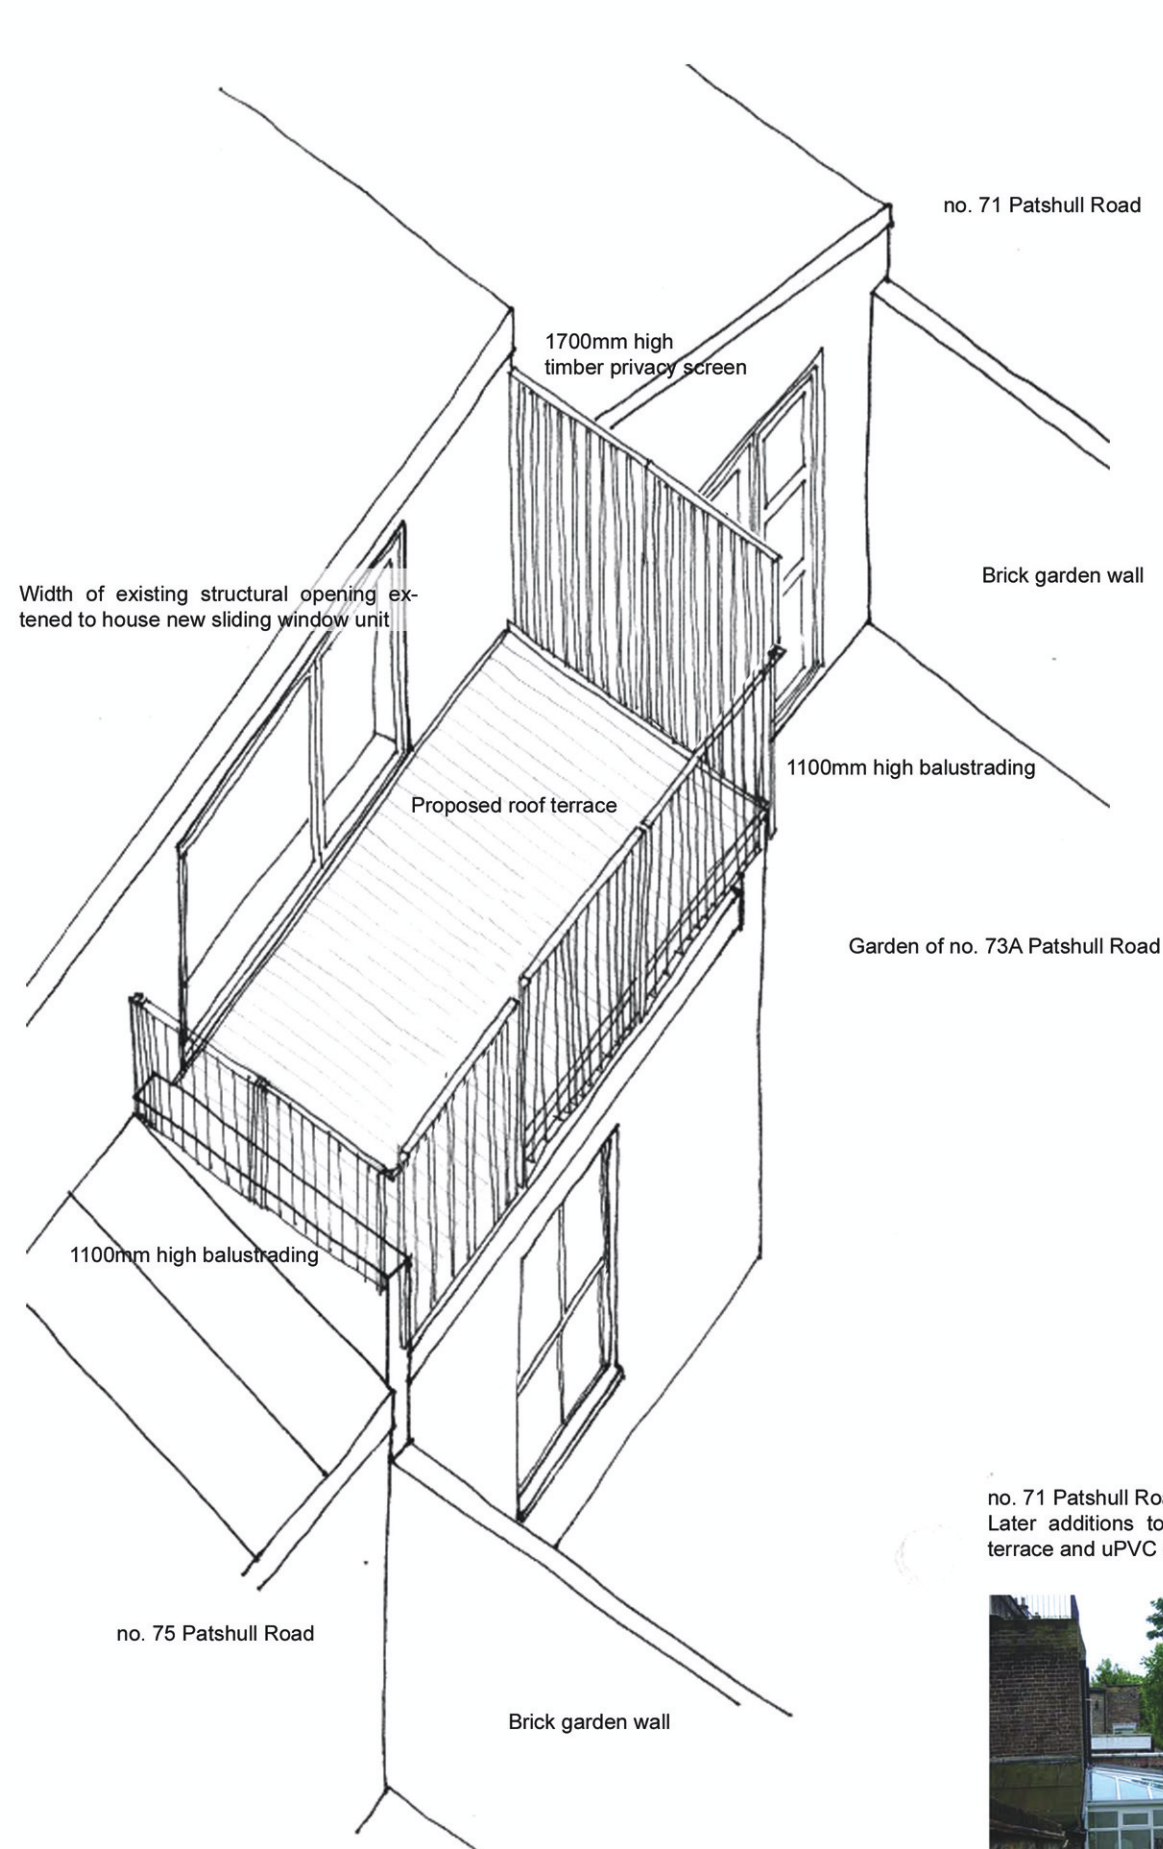 no. 71 Patshull Road
1700mm high
timber privacy screen
Brick garden wall
Width of existing structural opening ex-
tened to house new sliding window unit
1100mm high balustrading
Proposed roof terrace
Garden of no. 73A Patshull Road
1100mm high balustrading
no. 71 Patshull Ro
Later additions to
terrace and uPVC
no. 75 Patshull Road
Brick garden wall